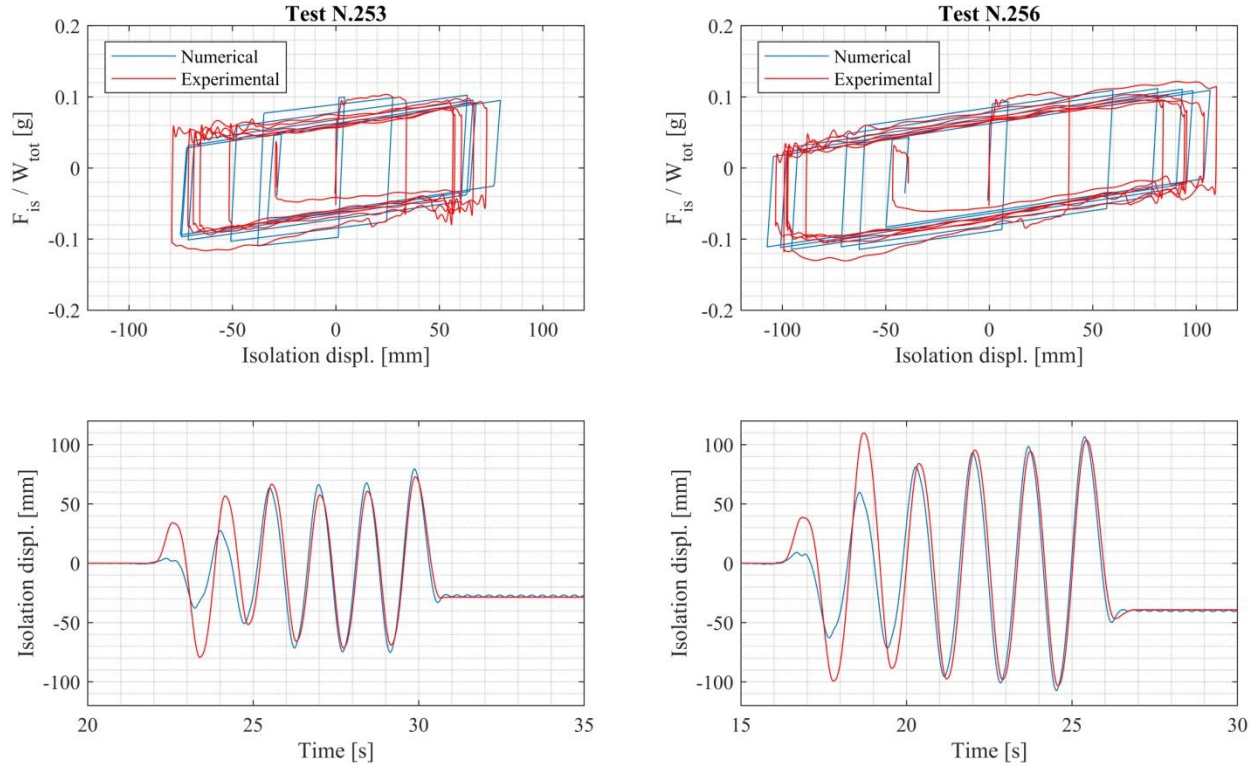 Test N.253
0.2
0.1
0
-0.1
-0.2
F_is / W_tot [g]
Numerical
Experimental
-100 -50 0 50 100
Isolation displ. [mm]
Test N.256
0.2
0.1
0
-0.1
-0.2
F_is / W_tot [g]
Numerical
Experimental
-100 -50 0 50 100
Isolation displ. [mm]
100
50
0
-50
-100
Isolation displ. [mm]
20 25 30 35
Time [s]
100
50
0
-50
-100
Isolation displ. [mm]
15 20 25 30
Time [s]